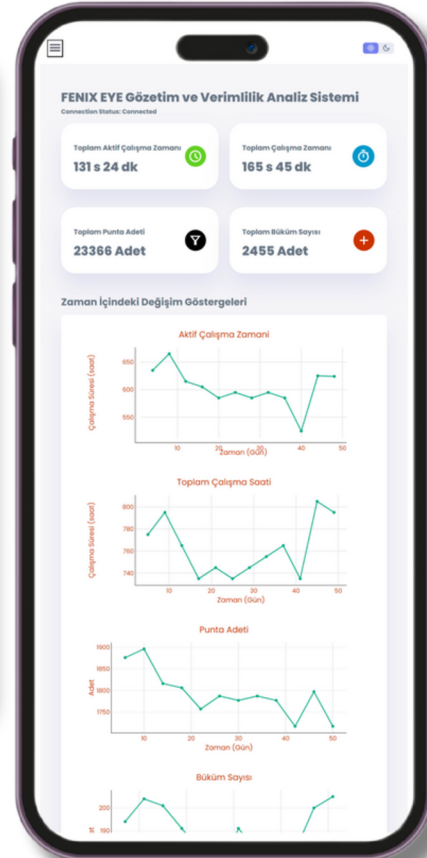 FENIX EYE Gözetim ve Verimlilik Analiz Sistemi
Connection Status: Connected
Toplam Aktif Çalışma Zamanı
131 s 24 dk
Toplam Çalışma Zamanı
165 s 45 dk
Toplam Punta Adeti
23366 Adet
Toplam Büküm Sayısı
2455 Adet
Zaman İçindeki Değişim Göstergeleri
Aktif Çalışma Zamani
Çalışma Süresi (saat)
650
600
550
10 20 30 40 50
Zaman (Gün)
Toplam Çalışma Saati
Çalışma Süresi (saat)
800
780
760
740
10 20 30 40 50
Zaman (Gün)
Punta Adeti
Adet
1900
1850
1800
1750
10 20 30 40 50
Zaman (Gün)
Büküm Sayısı
200
190